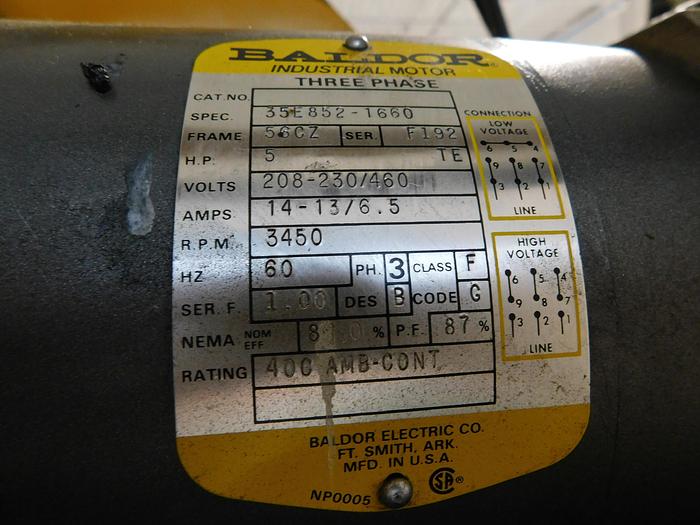 BALDOR
INDUSTRIAL MOTOR
THREE PHASE
CAT.NO.
SPEC. 35E852-1660
FRAME 56CZ SER. F192
H.P. 5 TE
VOLTS 208-230/460
AMPS 14-13/6.5
R.P.M. 3450
HZ 60 PH. 3 CLASS F
SER. F. 1.00 DES B CODE G
NEMA NOM EFF % P.F. 87 %
RATING 40C AMB-CONT
CONNECTION
LOW
VOLTAGE
6 5 4
9 8 7
3 2 1
LINE
HIGH
VOLTAGE
6 5 4
9 8 7
3 2 1
LINE
BALDOR ELECTRIC CO.
FT. SMITH, ARK.
MFD. IN U.S.A.
NP0005
SA